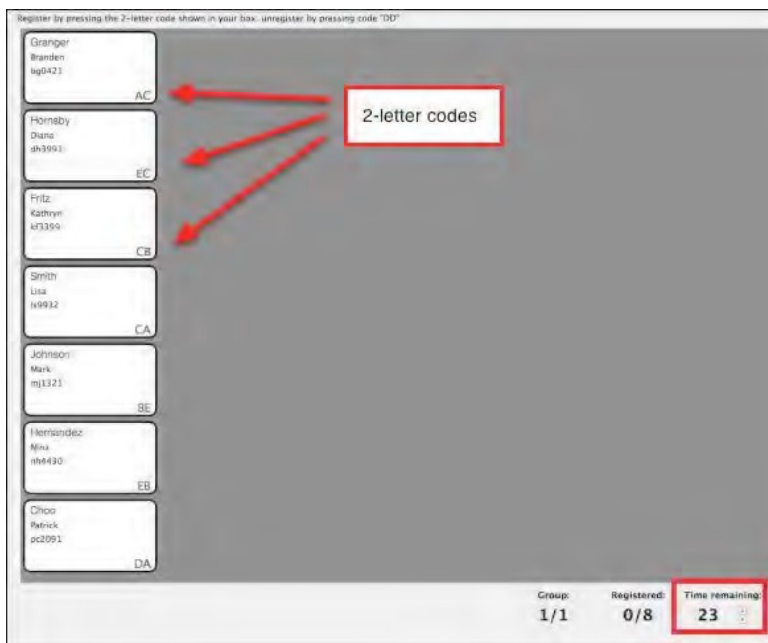 Register by pressing the 2-letter code shown in your box. unregister by pressing code "DD"
Granger
Branden
bg0421
AC
Hornsby
Diana
dh3991
EC
Fritz
Kathryn
kf3399
CB
Smith
Lisa
CA
Johnson
Mark
mj1321
BE
Hernandez
Nina
nh4430
EB
Choo
Patrick
pc2091
DA
2-letter codes
Group:
1/1
Registered:
0/8
Time remaining:
23